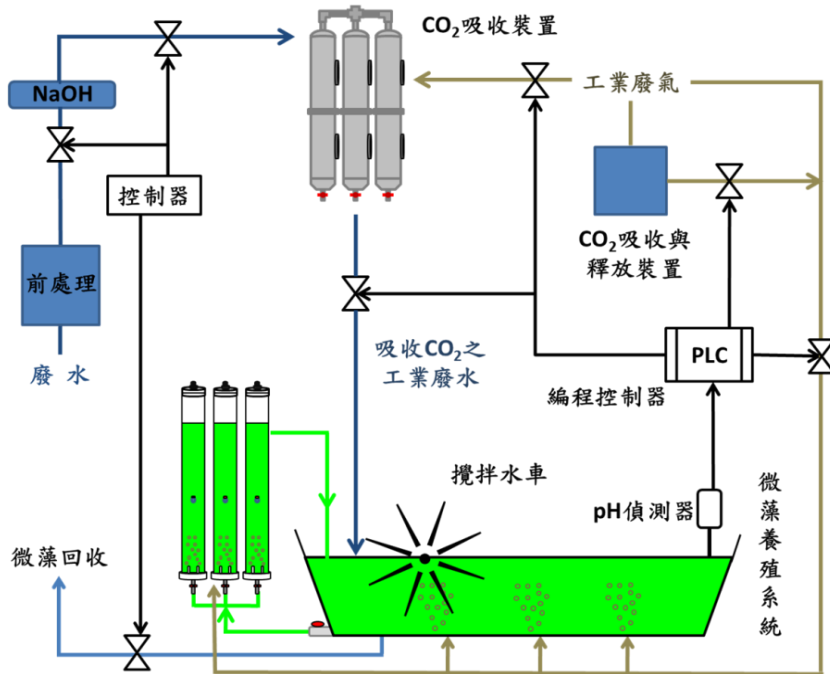 CO₂吸收裝置
NaOH
工業廢氣
控制器
CO₂吸收與
釋放裝置
前處理
廢 水
吸收CO₂之
工業廢水
PLC
編程控制器
攪拌水車
pH偵測器
微藻養殖系統
微藻回收